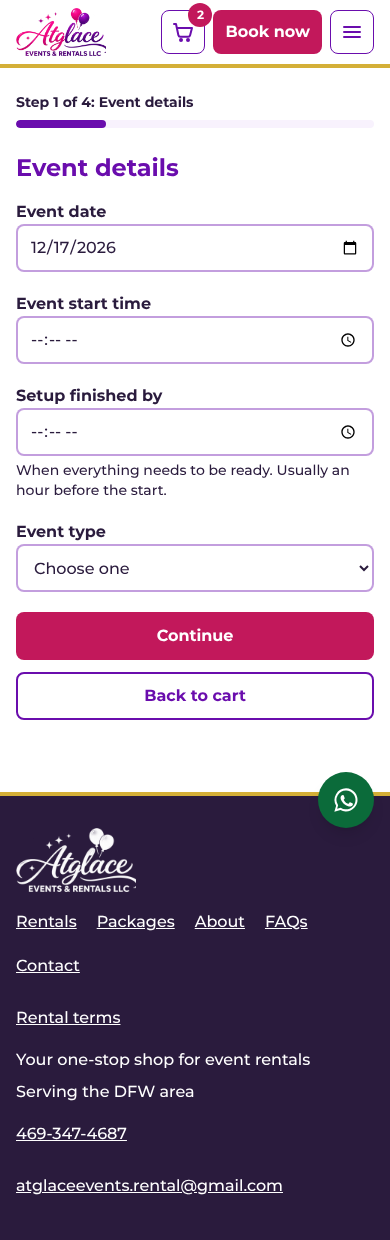 Atglace
EVENTS & RENTALS LLC
2
Book now
Step 1 of 4: Event details
Event details
Event date
12/17/2026
Event start time
--:-- --
Setup finished by
--:-- --
When everything needs to be ready. Usually an
hour before the start.
Event type
Choose one
Continue
Back to cart
Atglace
EVENTS & RENTALS LLC
Rentals Packages About FAQs
Contact
Rental terms
Your one-stop shop for event rentals
Serving the DFW area
469-347-4687
atglaceevents.rental@gmail.com